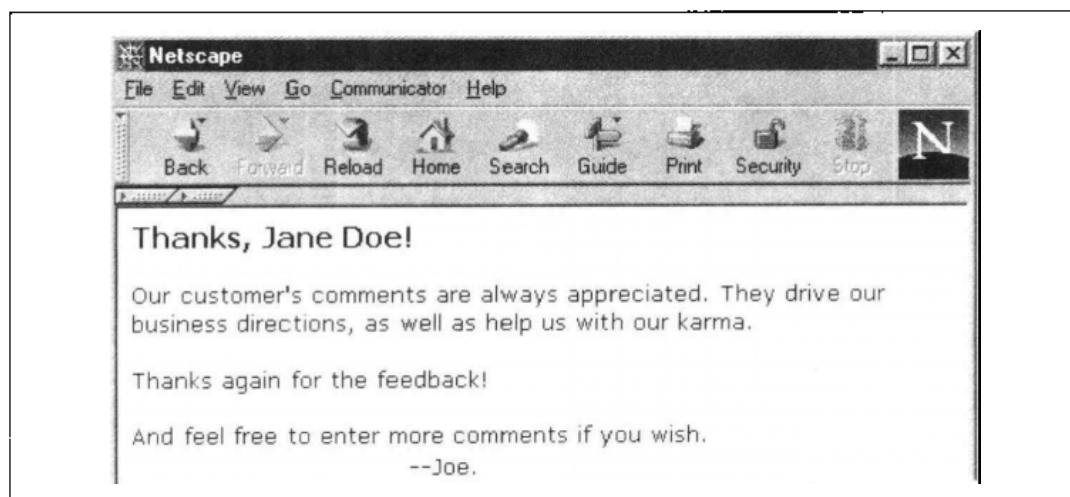 Netscape
File Edit View Go Communicator Help
Back Forward Reload Home Search Guide Print Security Stop N
Thanks, Jane Doe!
Our customer's comments are always appreciated. They drive our
business directions, as well as help us with our karma.
Thanks again for the feedback!
And feel free to enter more comments if you wish.
--Joe.